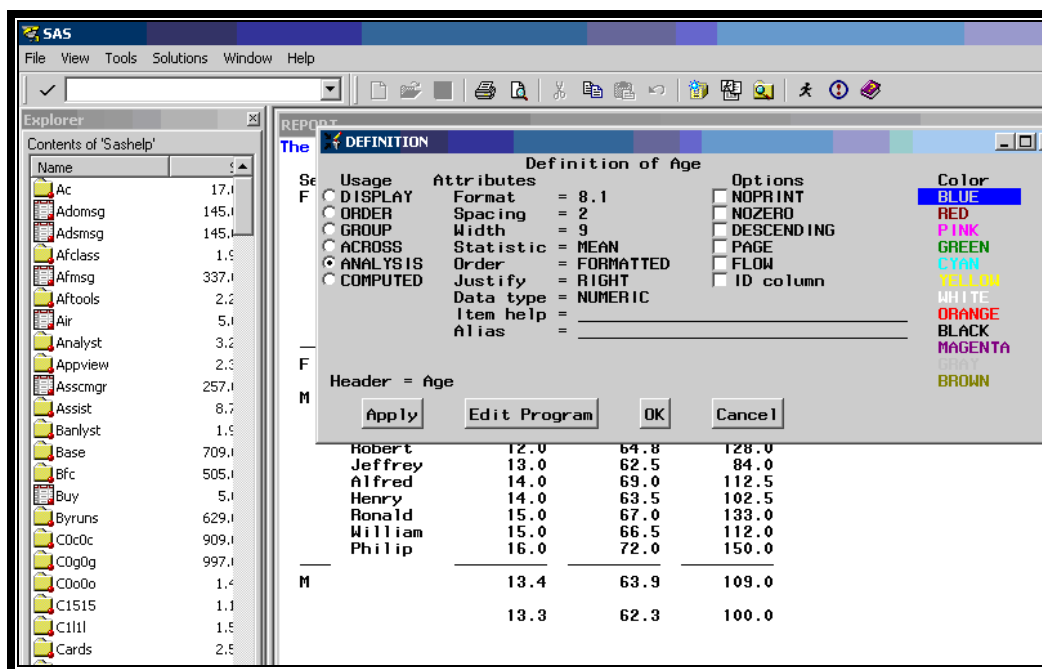 SAS
File View Tools Solutions Window Help
Explorer
Contents of 'Sashelp'
Name
Ac 17.
Adomsg 145.
Adsmsg 145.
Afclass 1.
Afmsg 337.
Aftools 2.2
Air 5.
Analyst 3.2
Appview 2.
Asscmgr 257.
Assist 8.
Banlyst 1.
Base 709.
Bfc 505.
Buy 5.
Byruns 629.
C0c0c 909.
C0g0g 997.
C0o0o 1.
C1515 1.
C1l1l 1.
Cards 2.
REPORT
The
Se
F
F
M
DEFINITION
Definition of Age
Usage Attributes Options Color
DISPLAY Format = 8.1 NOPRINT BLUE
ORDER Spacing = 2 NOZERO RED
GROUP Width = 9 DESCENDING PINK
ACROSS Statistic = MEAN PAGE GREEN
ANALYSIS Order = FORMATTED FLOW CYAN
COMPUTED Justify = RIGHT ID column YELLOW
Data type = NUMERIC WHITE
Item help = ORANGE
Alias = BLACK
MAGENTA
GRAY
Header = Age BROWN
Apply Edit Program OK Cancel
Robert 12.0 64.8 128.0
Jeffrey 13.0 62.5 84.0
Alfred 14.0 69.0 112.5
Henry 14.0 63.5 102.5
Ronald 15.0 67.0 133.0
William 15.0 66.5 112.0
Philip 16.0 72.0 150.0
M 13.4 63.9 109.0
13.3 62.3 100.0